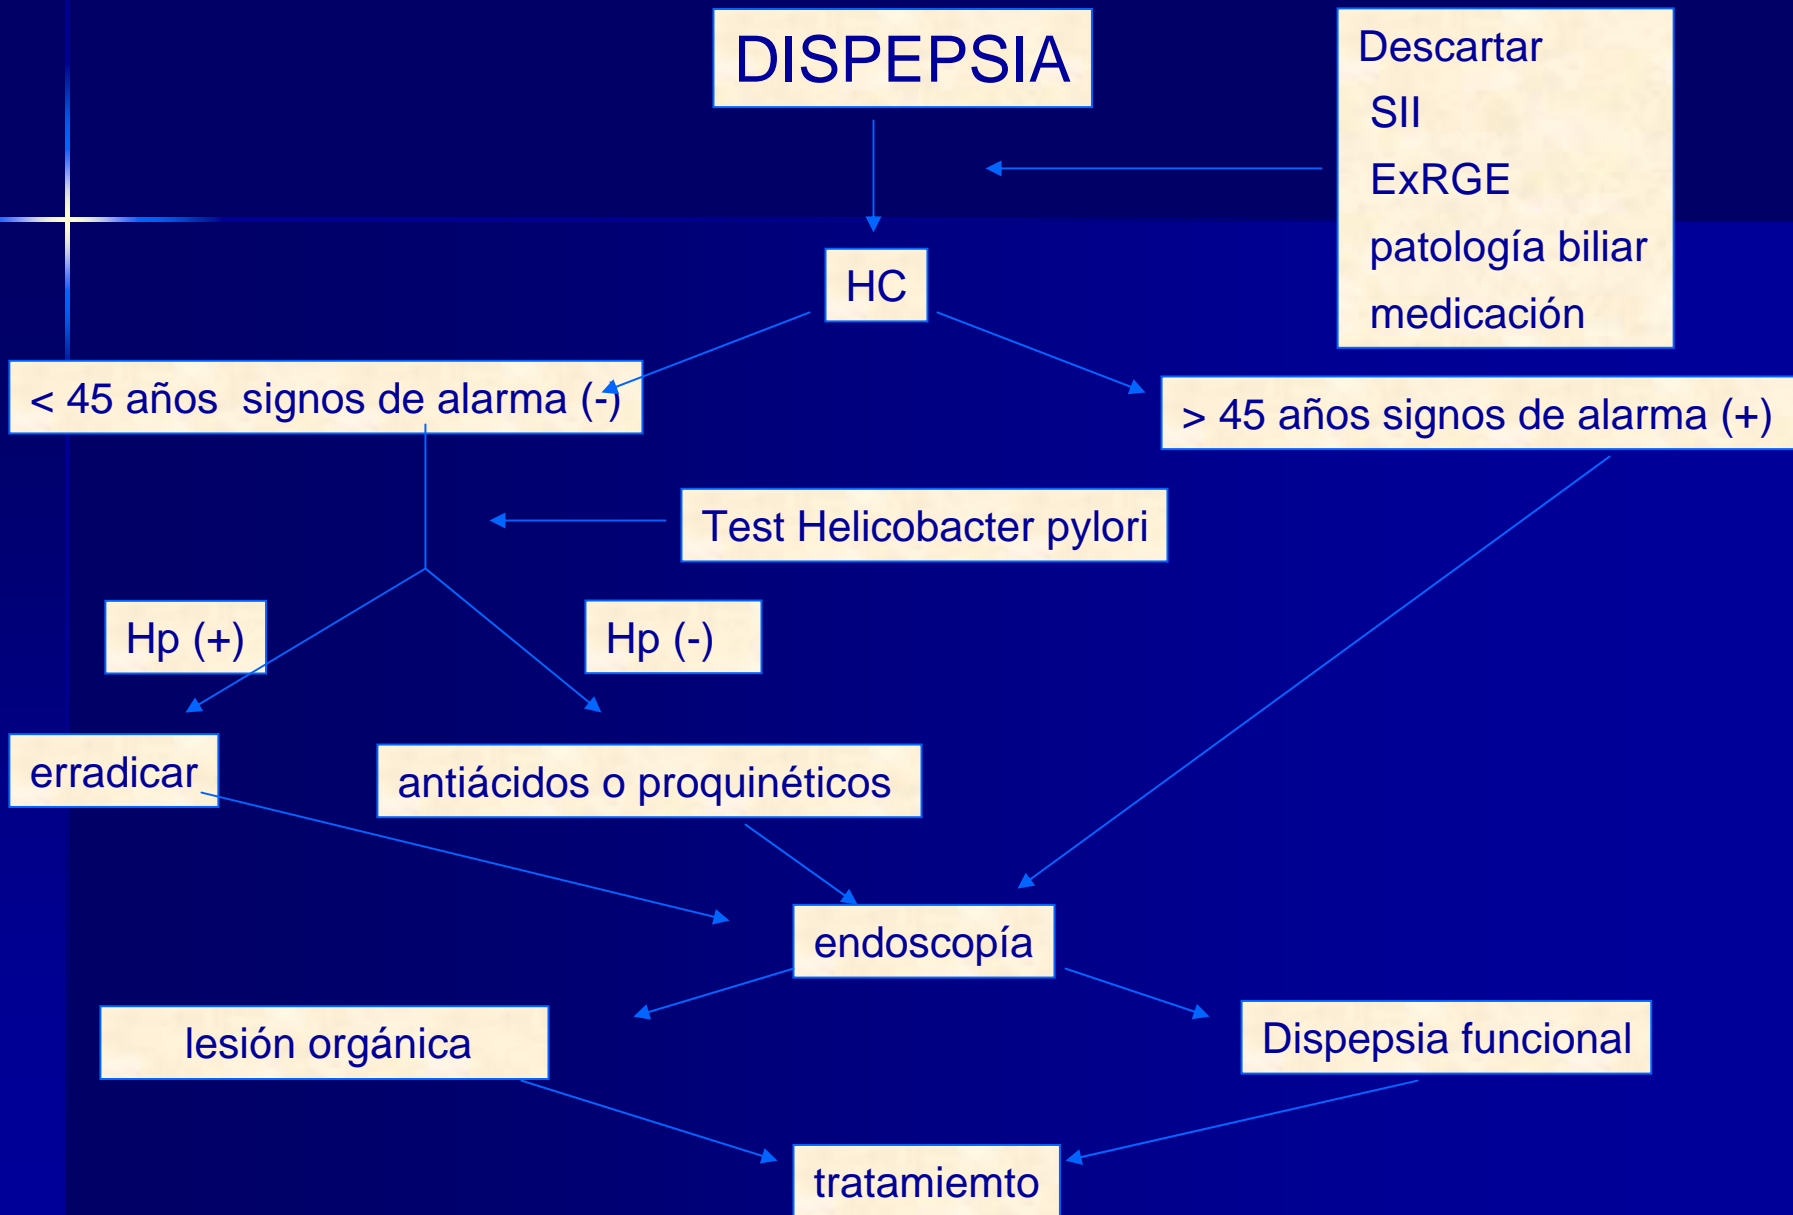 DISPEPSIA
Descartar
SII
ExRGE
patología biliar
medicación
HC
< 45 años  signos de alarma (-)
> 45 años signos de alarma (+)
Test Helicobacter pylori
Hp (+)
Hp (-)
erradicar
antiácidos o proquinéticos
endoscopía
lesión orgánica
Dispepsia funcional
tratamiemto